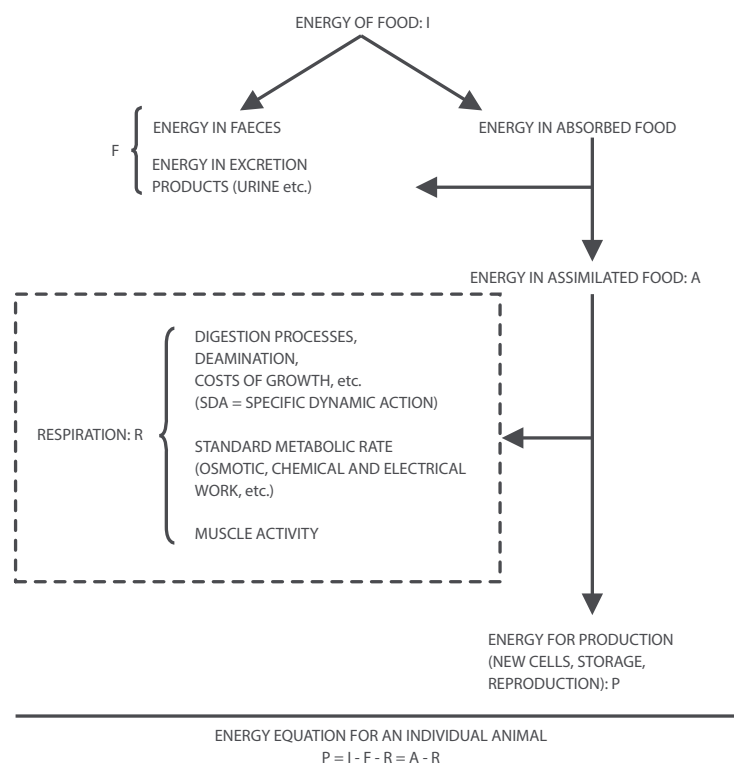 ENERGY OF FOOD: I
ENERGY IN FAECES
ENERGY IN ABSORBED FOOD
F
ENERGY IN EXCRETION
PRODUCTS (URINE etc.)
ENERGY IN ASSIMILATED FOOD: A
DIGESTION PROCESSES,
DEAMINATION,
COSTS OF GROWTH, etc.
(SDA = SPECIFIC DYNAMIC ACTION)
RESPIRATION: R
STANDARD METABOLIC RATE
(OSMOTIC, CHEMICAL AND ELECTRICAL
WORK, etc.)
MUSCLE ACTIVITY
ENERGY FOR PRODUCTION
(NEW CELLS, STORAGE,
REPRODUCTION): P
ENERGY EQUATION FOR AN INDIVIDUAL ANIMAL
P = I - F - R = A - R